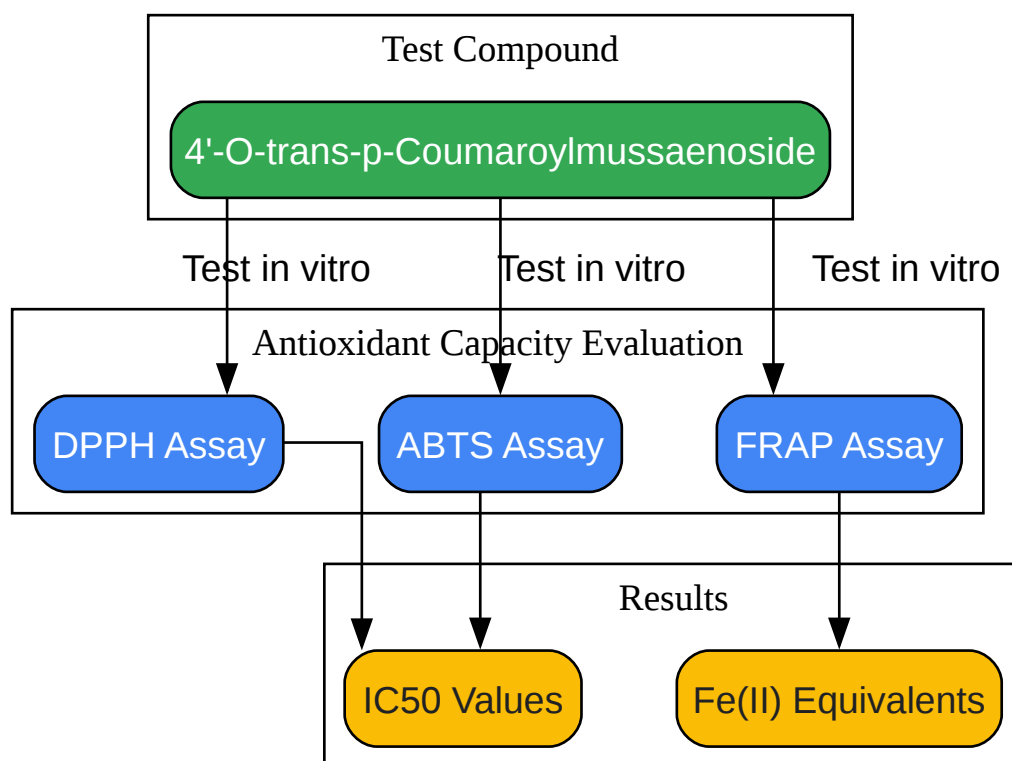 Test Compound
4'-O-trans-p-Coumaroylmussaenoside
Test in vitro
Test in vitro
Test in vitro
Antioxidant Capacity Evaluation
DPPH Assay
ABTS Assay
FRAP Assay
Results
IC50 Values
Fe(II) Equivalents